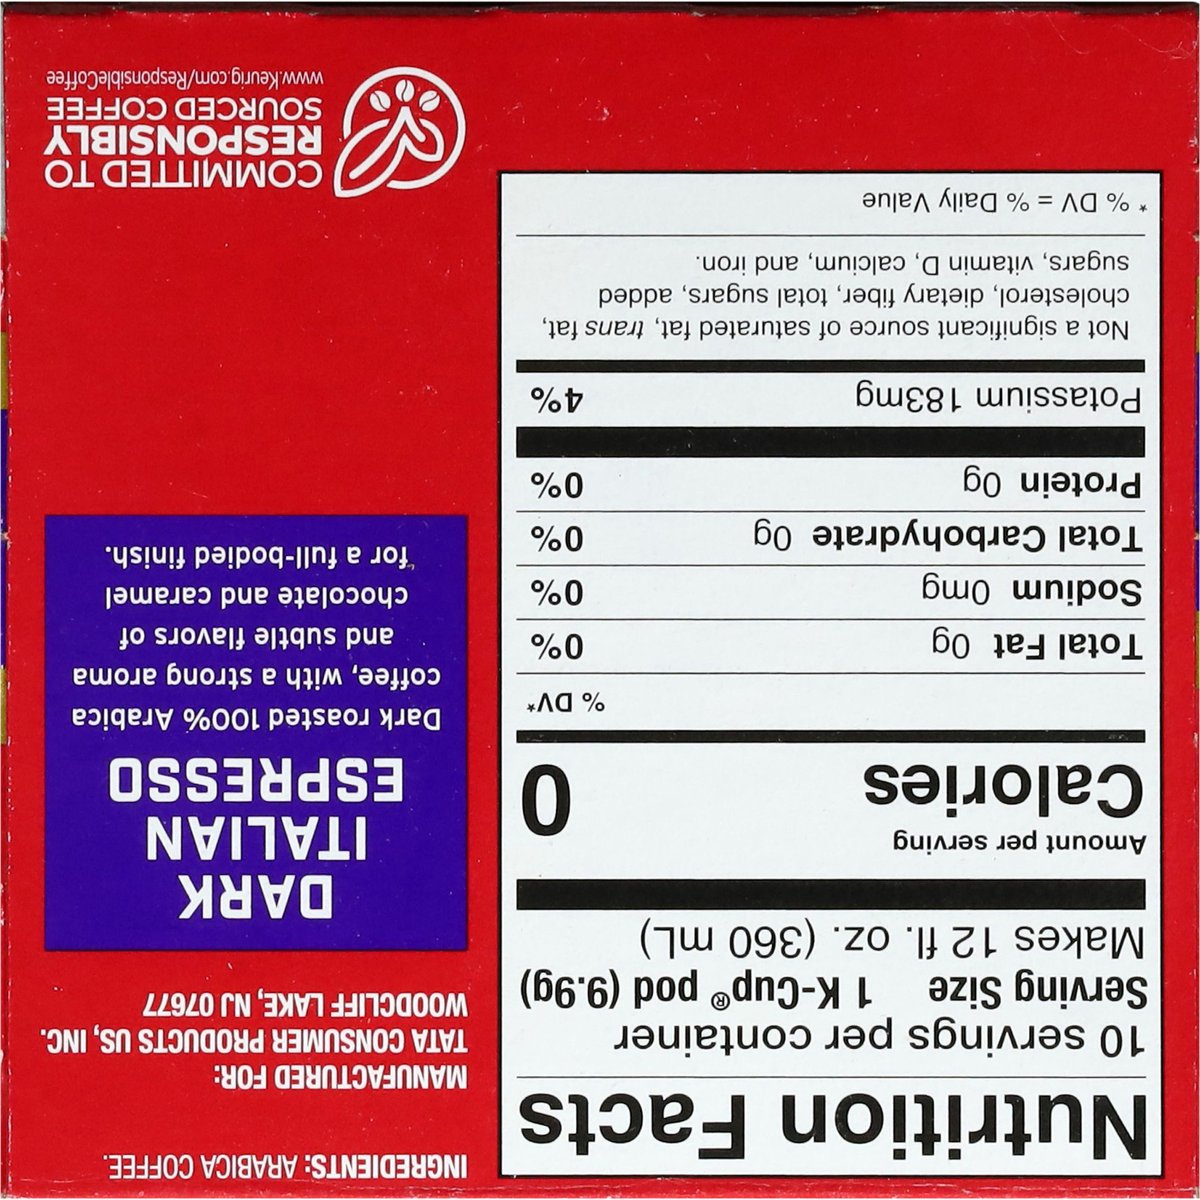 Nutrition Facts
10 servings per container
Serving Size 1 K-Cup® pod (9.9g)
Makes 12 fl. oz. (360 mL)
Amount per serving
Calories 0
% DV*
Total Fat 0g 0%
Sodium 0mg 0%
Total Carbohydrate 0g 0%
Protein 0g 0%
Potassium 183mg 4%
Not a significant source of saturated fat, trans fat,
cholesterol, dietary fiber, total sugars, added
sugars, vitamin D, calcium, and iron.
* % DV = % Daily Value
INGREDIENTS: ARABICA COFFEE.
MANUFACTURED FOR:
TATA CONSUMER PRODUCTS US, INC.
WOODCLIFF LAKE, NJ 07677
DARK
ITALIAN
ESPRESSO
Dark roasted 100% Arabica
coffee, with a strong aroma
and subtle flavors of
chocolate and caramel
for a full-bodied finish.
COMMITTED TO
RESPONSIBLY
SOURCED COFFEE
www.Keurig.com/ResponsibleCoffee